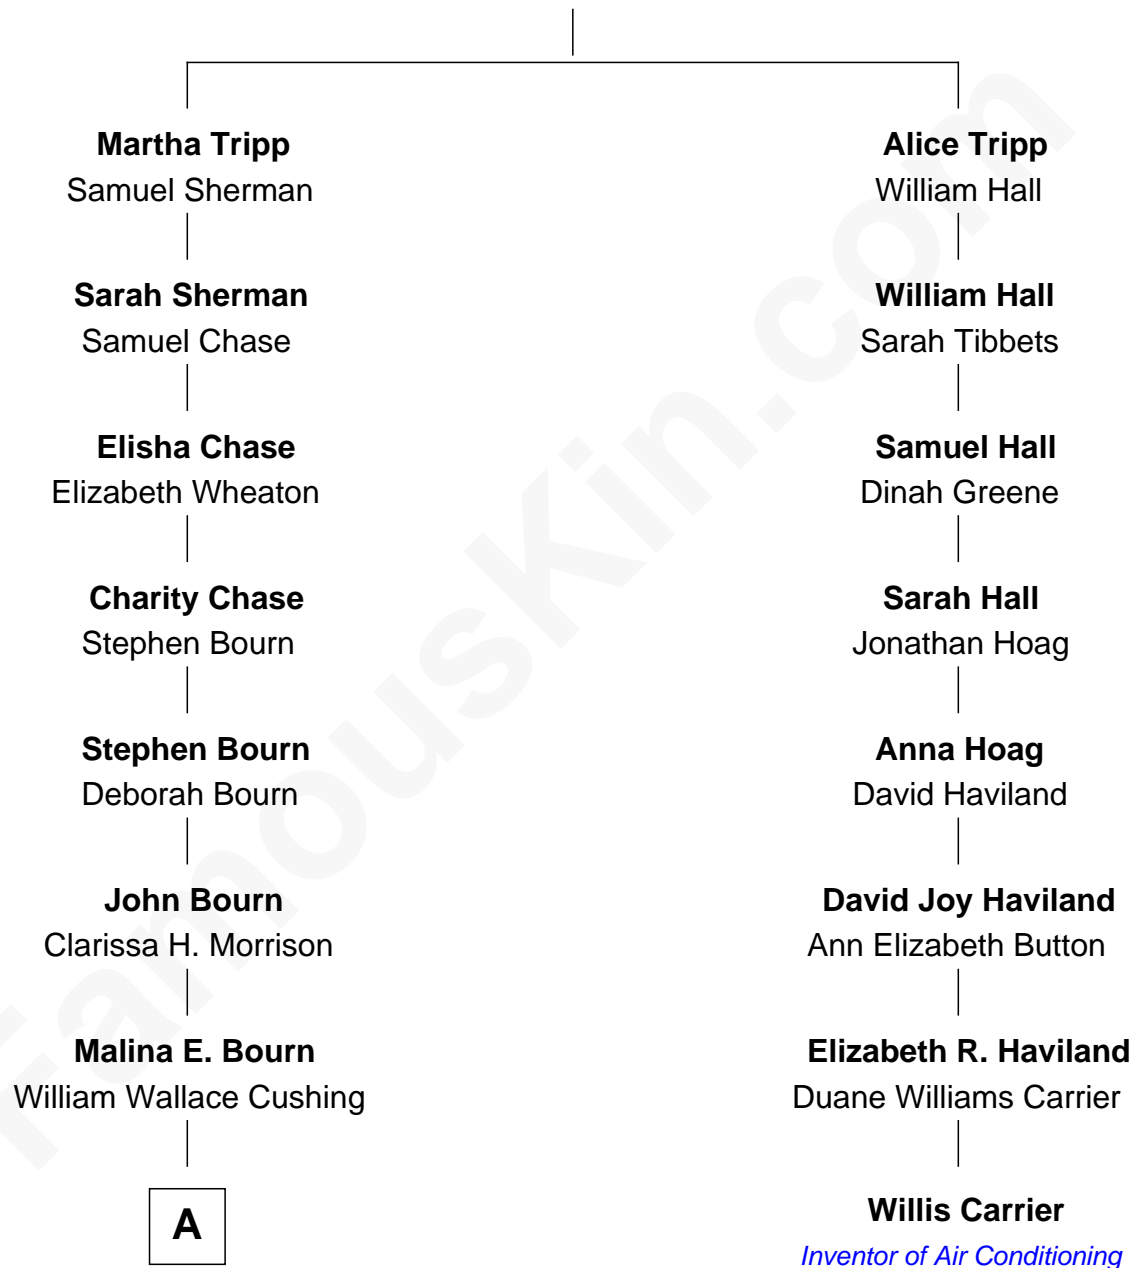 Martha Tripp
Samuel Sherman
Sarah Sherman
Samuel Chase
Elisha Chase
Elizabeth Wheaton
Charity Chase
Stephen Bourn
Stephen Bourn
Deborah Bourn
John Bourn
Clarissa H. Morrison
Malina E. Bourn
William Wallace Cushing
A
Alice Tripp
William Hall
William Hall
Sarah Tibbets
Samuel Hall
Dinah Greene
Sarah Hall
Jonathan Hoag
Anna Hoag
David Haviland
David Joy Haviland
Ann Elizabeth Button
Elizabeth R. Haviland
Duane Williams Carrier
Willis Carrier
Inventor of Air Conditioning
FamousKin.com